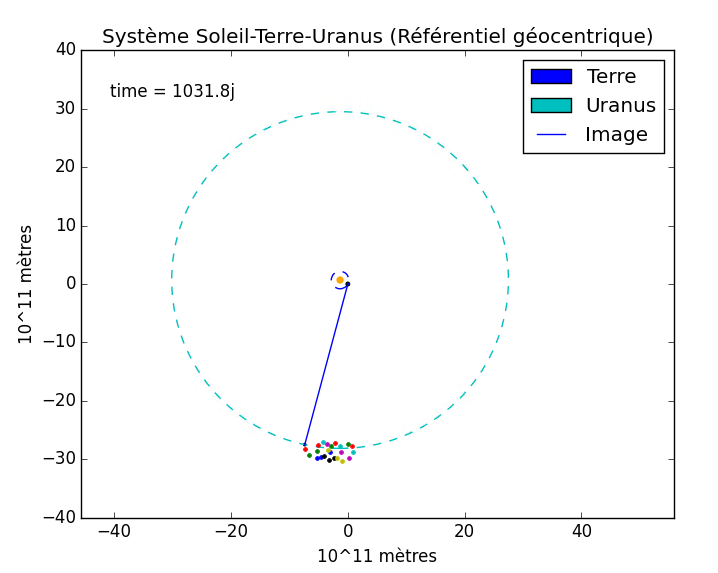 Système Soleil-Terre-Uranus (Référentiel géocentrique)
40
30
20
10
0
−10
−20
−30
−40
10^11 mètres
time = 1031.8j
Terre
Uranus
Image
−40
−20
0
20
40
10^11 mètres